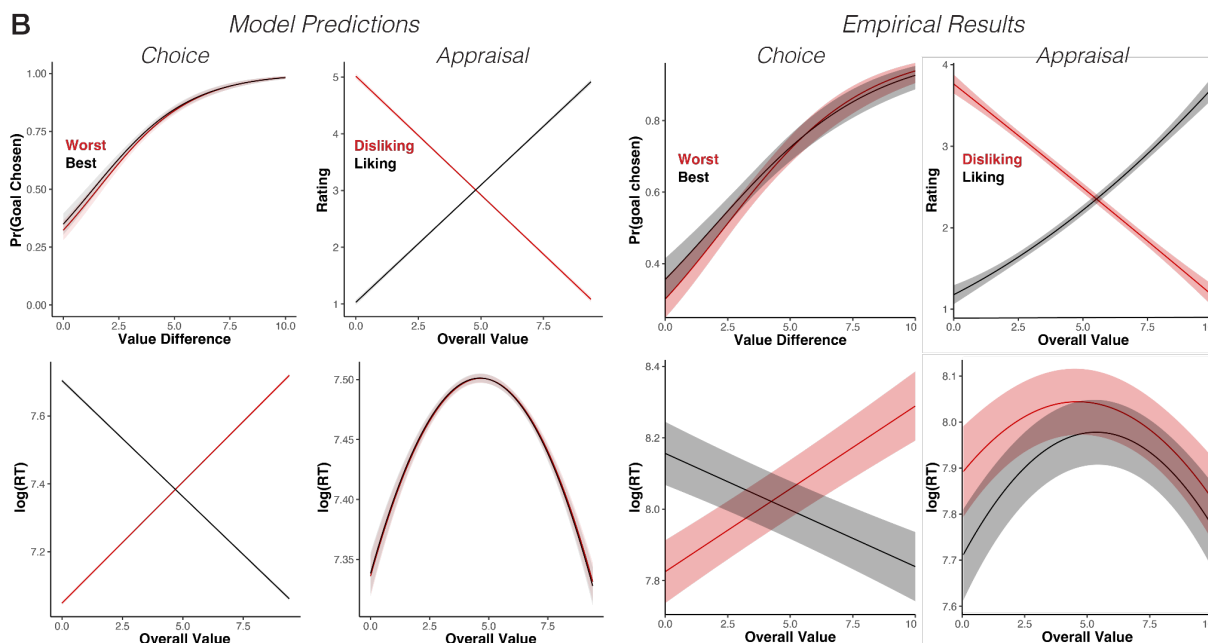 B
Model Predictions
Empirical Results
Choice
Appraisal
Choice
Appraisal
Pr(Goal Chosen)
1.00
0.75
0.50
0.25
0.00
Worst
Best
0.0
2.5
5.0
7.5
10.0
Value Difference
Rating
5
4
3
2
1
Disliking
Liking
0.0
2.5
5.0
7.5
Overall Value
Pr(goal chosen)
0.8
0.6
0.4
Worst
Best
0.0
2.5
5.0
7.5
10
Value Difference
Rating
4
3
2
1
Disliking
Liking
0.0
2.5
5.0
7.5
10
Overall Value
log(RT)
7.6
7.4
7.2
0.0
2.5
5.0
7.5
Overall Value
log(RT)
7.50
7.45
7.40
7.35
0.0
2.5
5.0
7.5
Overall Value
log(RT)
8.4
8.2
8.0
7.8
0.0
2.5
5.0
7.5
10
Overall Value
log(RT)
8.1
8.0
7.9
7.8
7.7
7.6
0.0
2.5
5.0
7.5
10
Overall Value